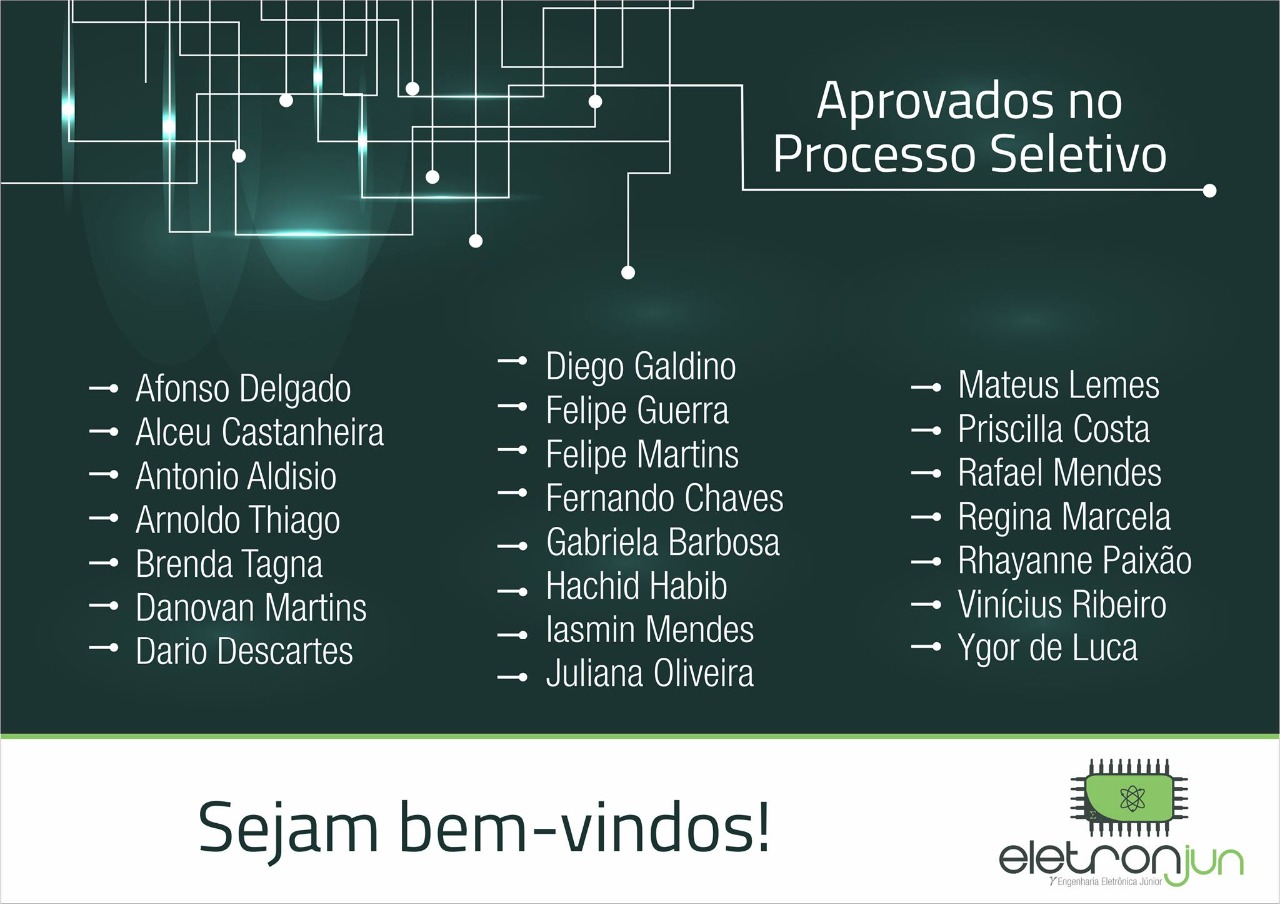 Aprovados no
Processo Seletivo
Afonso Delgado
Alceu Castanheira
Antonio Aldisio
Arnoldo Thiago
Brenda Tagna
Danovan Martins
Dario Descartes
Diego Galdino
Felipe Guerra
Felipe Martins
Fernando Chaves
Gabriela Barbosa
Hachid Habib
Iasmin Mendes
Juliana Oliveira
Mateus Lemes
Priscilla Costa
Rafael Mendes
Regina Marcela
Rhayanne Paixão
Vinícius Ribeiro
Ygor de Luca
Sejam bem-vindos!
eletronjun
Engenharia Eletrônica Júnior